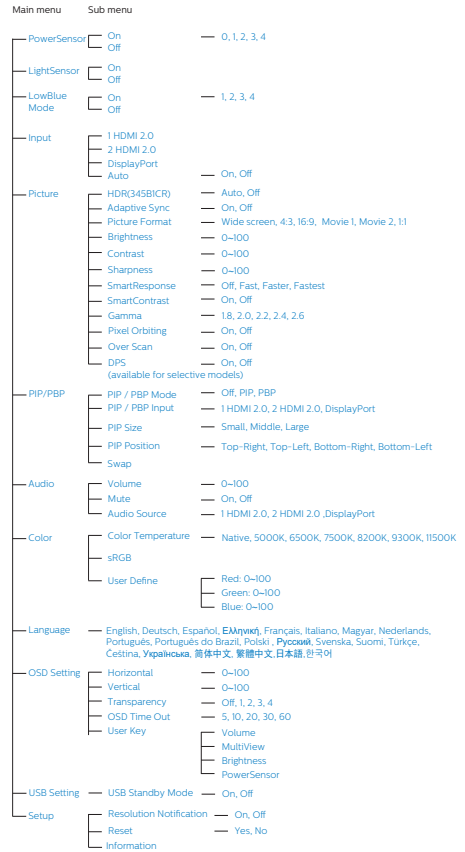 Main menu Sub menu
PowerSensor On 0, 1, 2, 3, 4
Off
LightSensor On
Off
LowBlue Mode On 1, 2, 3, 4
Off
Input 1 HDMI 2.0
2 HDMI 2.0
DisplayPort
Auto On, Off
Picture HDR(345B1CR) Auto, Off
Adaptive Sync On, Off
Picture Format Wide screen, 4:3, 16:9, Movie 1, Movie 2, 1:1
Brightness 0~100
Contrast 0~100
Sharpness 0~100
SmartResponse Off, Fast, Faster, Fastest
SmartContrast On, Off
Gamma 1.8, 2.0, 2.2, 2.4, 2.6
Pixel Orbiting On, Off
Over Scan On, Off
DPS On, Off
(available for selective models)
PIP/PBP PIP / PBP Mode Off, PIP, PBP
PIP / PBP Input 1 HDMI 2.0, 2 HDMI 2.0, DisplayPort
PIP Size Small, Middle, Large
PIP Position Top-Right, Top-Left, Bottom-Right, Bottom-Left
Swap
Audio Volume 0~100
Mute On, Off
Audio Source 1 HDMI 2.0, 2 HDMI 2.0 ,DisplayPort
Color Color Temperature Native, 5000K, 6500K, 7500K, 8200K, 9300K, 11500K
sRGB
User Define Red: 0~100
Green: 0~100
Blue: 0~100
Language English, Deutsch, Español, Ελληνική, Français, Italiano, Magyar, Nederlands,
Português, Português do Brazil, Polski , Русский, Svenska, Suomi, Türkçe,
Čeština, Українська, 简体中文, 繁體中文,日本語,한국어
OSD Setting Horizontal 0~100
Vertical 0~100
Transparency Off, 1, 2, 3, 4
OSD Time Out 5, 10, 20, 30, 60
User Key Volume
MultiView
Brightness
PowerSensor
USB Setting USB Standby Mode On, Off
Setup Resolution Notification On, Off
Reset Yes, No
Information